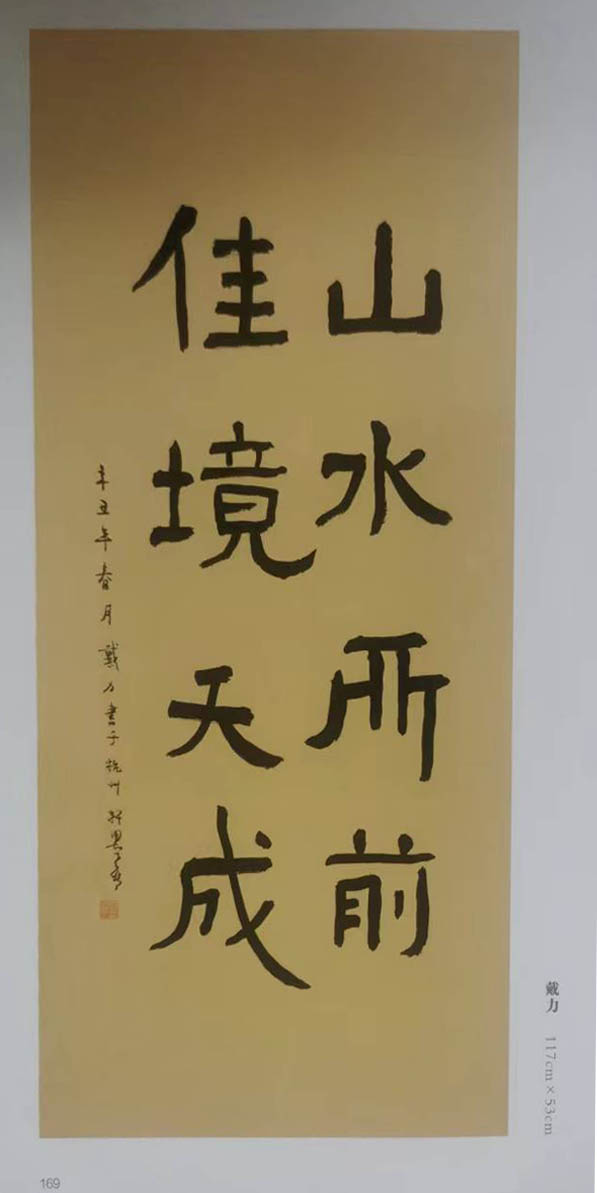 山水所前
佳境天成
辛丑年春月戴力书于杭州
戴力 117cm×53cm
169